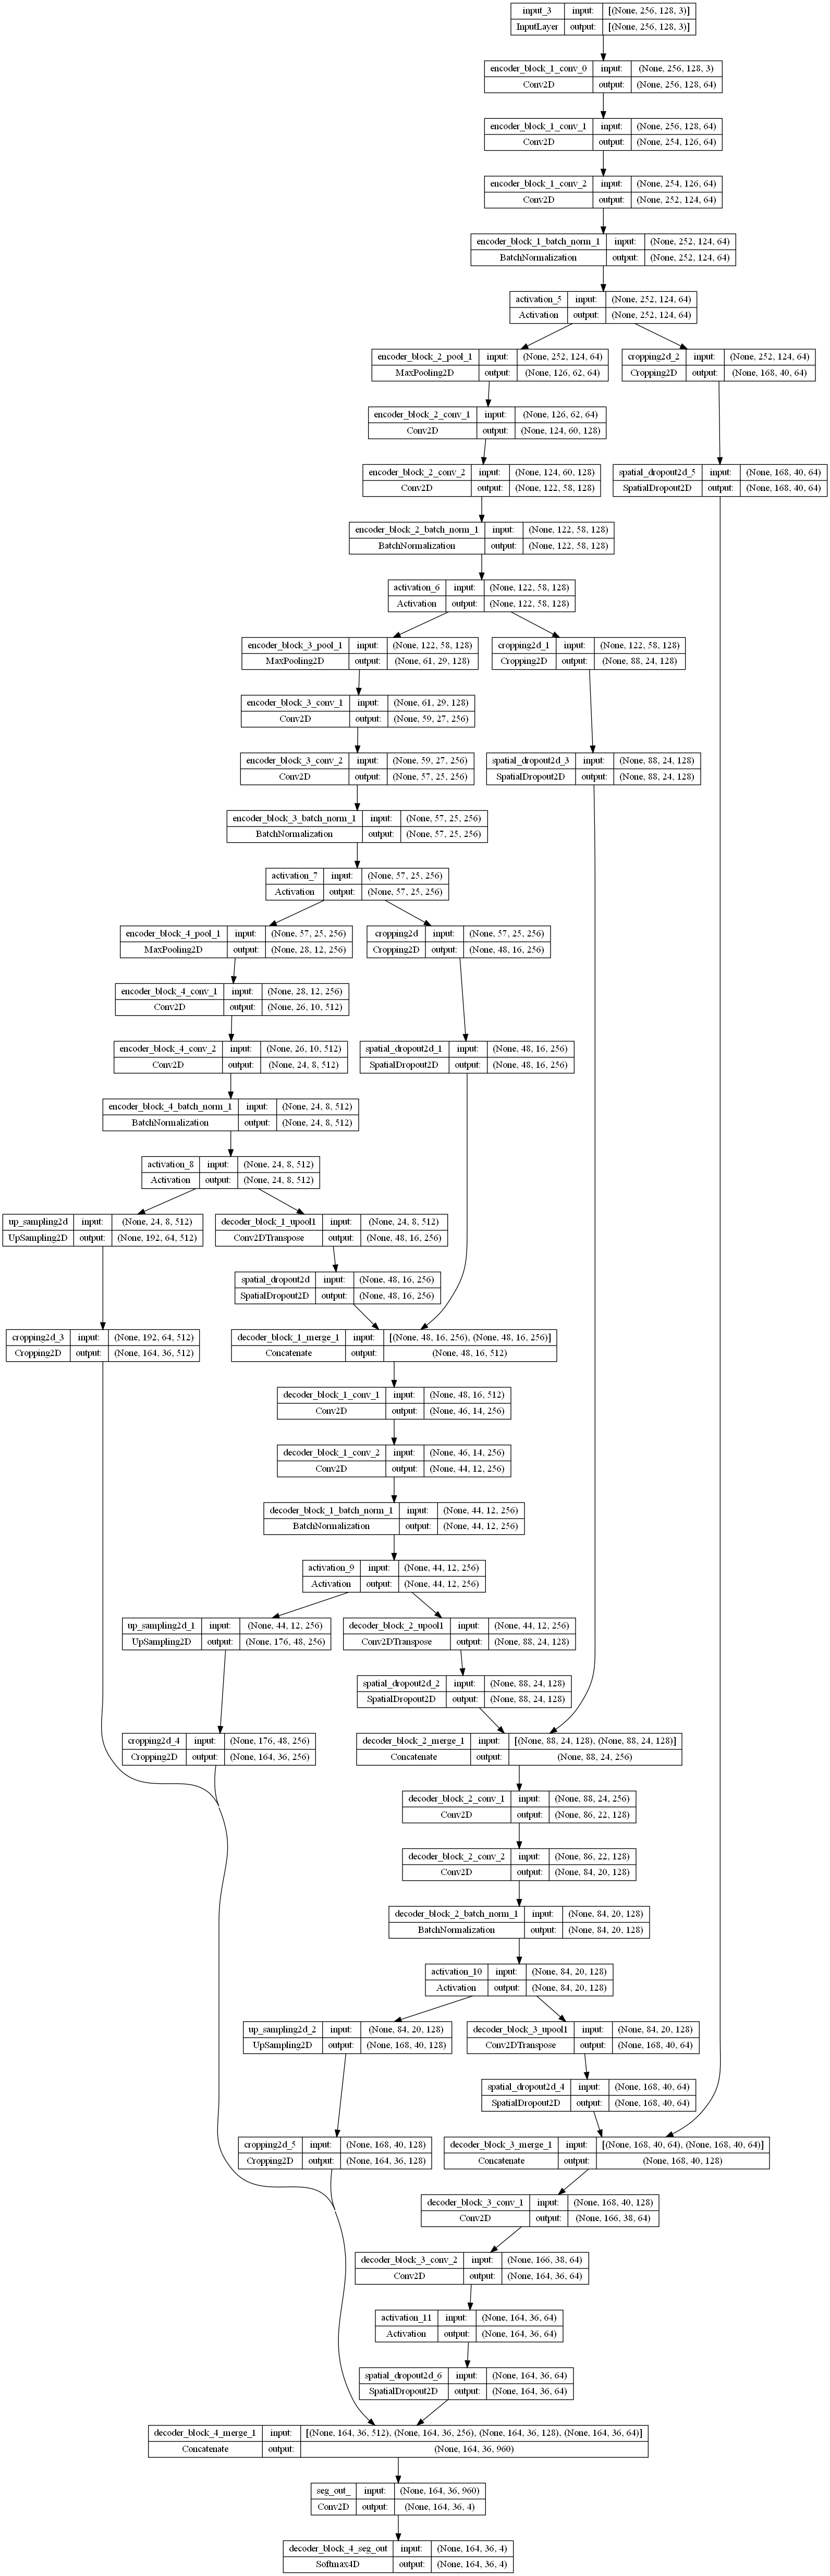 input_3 input: [(None, 256, 128, 3)]
InputLayer output: [(None, 256, 128, 3)]
encoder_block_1_conv_0 input: (None, 256, 128, 3)
Conv2D output: (None, 256, 128, 64)
encoder_block_1_conv_1 input: (None, 256, 128, 64)
Conv2D output: (None, 254, 126, 64)
encoder_block_1_conv_2 input: (None, 254, 126, 64)
Conv2D output: (None, 252, 124, 64)
encoder_block_1_batch_norm_1 input: (None, 252, 124, 64)
BatchNormalization output: (None, 252, 124, 64)
activation_5 input: (None, 252, 124, 64)
Activation output: (None, 252, 124, 64)
encoder_block_2_pool_1 input: (None, 252, 124, 64)
MaxPooling2D output: (None, 126, 62, 64)
cropping2d_2 input: (None, 252, 124, 64)
Cropping2D output: (None, 168, 40, 64)
encoder_block_2_conv_1 input: (None, 126, 62, 64)
Conv2D output: (None, 124, 60, 128)
encoder_block_2_conv_2 input: (None, 124, 60, 128)
Conv2D output: (None, 122, 58, 128)
spatial_dropout2d_5 input: (None, 168, 40, 64)
SpatialDropout2D output: (None, 168, 40, 64)
encoder_block_2_batch_norm_1 input: (None, 122, 58, 128)
BatchNormalization output: (None, 122, 58, 128)
activation_6 input: (None, 122, 58, 128)
Activation output: (None, 122, 58, 128)
encoder_block_3_pool_1 input: (None, 122, 58, 128)
MaxPooling2D output: (None, 61, 29, 128)
cropping2d_1 input: (None, 122, 58, 128)
Cropping2D output: (None, 88, 24, 128)
encoder_block_3_conv_1 input: (None, 61, 29, 128)
Conv2D output: (None, 59, 27, 256)
encoder_block_3_conv_2 input: (None, 59, 27, 256)
Conv2D output: (None, 57, 25, 256)
spatial_dropout2d_3 input: (None, 88, 24, 128)
SpatialDropout2D output: (None, 88, 24, 128)
encoder_block_3_batch_norm_1 input: (None, 57, 25, 256)
BatchNormalization output: (None, 57, 25, 256)
activation_7 input: (None, 57, 25, 256)
Activation output: (None, 57, 25, 256)
encoder_block_4_pool_1 input: (None, 57, 25, 256)
MaxPooling2D output: (None, 28, 12, 256)
cropping2d input: (None, 57, 25, 256)
Cropping2D output: (None, 48, 16, 256)
encoder_block_4_conv_1 input: (None, 28, 12, 256)
Conv2D output: (None, 26, 10, 512)
encoder_block_4_conv_2 input: (None, 26, 10, 512)
Conv2D output: (None, 24, 8, 512)
spatial_dropout2d_1 input: (None, 48, 16, 256)
SpatialDropout2D output: (None, 48, 16, 256)
encoder_block_4_batch_norm_1 input: (None, 24, 8, 512)
BatchNormalization output: (None, 24, 8, 512)
activation_8 input: (None, 24, 8, 512)
Activation output: (None, 24, 8, 512)
up_sampling2d input: (None, 24, 8, 512)
UpSampling2D output: (None, 192, 64, 512)
decoder_block_1_upool1 input: (None, 24, 8, 512)
Conv2DTranspose output: (None, 48, 16, 256)
spatial_dropout2d input: (None, 48, 16, 256)
SpatialDropout2D output: (None, 48, 16, 256)
cropping2d_3 input: (None, 192, 64, 512)
Cropping2D output: (None, 164, 36, 512)
decoder_block_1_merge_1 input: [(None, 48, 16, 256), (None, 48, 16, 256)]
Concatenate output: (None, 48, 16, 512)
decoder_block_1_conv_1 input: (None, 48, 16, 512)
Conv2D output: (None, 46, 14, 256)
decoder_block_1_conv_2 input: (None, 46, 14, 256)
Conv2D output: (None, 44, 12, 256)
decoder_block_1_batch_norm_1 input: (None, 44, 12, 256)
BatchNormalization output: (None, 44, 12, 256)
activation_9 input: (None, 44, 12, 256)
Activation output: (None, 44, 12, 256)
up_sampling2d_1 input: (None, 44, 12, 256)
UpSampling2D output: (None, 176, 48, 256)
decoder_block_2_upool1 input: (None, 44, 12, 256)
Conv2DTranspose output: (None, 88, 24, 128)
spatial_dropout2d_2 input: (None, 88, 24, 128)
SpatialDropout2D output: (None, 88, 24, 128)
cropping2d_4 input: (None, 176, 48, 256)
Cropping2D output: (None, 164, 36, 256)
decoder_block_2_merge_1 input: [(None, 88, 24, 128), (None, 88, 24, 128)]
Concatenate output: (None, 88, 24, 256)
decoder_block_2_conv_1 input: (None, 88, 24, 256)
Conv2D output: (None, 86, 22, 128)
decoder_block_2_conv_2 input: (None, 86, 22, 128)
Conv2D output: (None, 84, 20, 128)
decoder_block_2_batch_norm_1 input: (None, 84, 20, 128)
BatchNormalization output: (None, 84, 20, 128)
activation_10 input: (None, 84, 20, 128)
Activation output: (None, 84, 20, 128)
up_sampling2d_2 input: (None, 84, 20, 128)
UpSampling2D output: (None, 168, 40, 128)
decoder_block_3_upool1 input: (None, 84, 20, 128)
Conv2DTranspose output: (None, 168, 40, 64)
spatial_dropout2d_4 input: (None, 168, 40, 64)
SpatialDropout2D output: (None, 168, 40, 64)
cropping2d_5 input: (None, 168, 40, 128)
Cropping2D output: (None, 164, 36, 128)
decoder_block_3_merge_1 input: [(None, 168, 40, 64), (None, 168, 40, 64)]
Concatenate output: (None, 168, 40, 128)
decoder_block_3_conv_1 input: (None, 168, 40, 128)
Conv2D output: (None, 166, 38, 64)
decoder_block_3_conv_2 input: (None, 166, 38, 64)
Conv2D output: (None, 164, 36, 64)
activation_11 input: (None, 164, 36, 64)
Activation output: (None, 164, 36, 64)
spatial_dropout2d_6 input: (None, 164, 36, 64)
SpatialDropout2D output: (None, 164, 36, 64)
decoder_block_4_merge_1 input: [(None, 164, 36, 512), (None, 164, 36, 256), (None, 164, 36, 128), (None, 164, 36, 64)]
Concatenate output: (None, 164, 36, 960)
seg_out_ input: (None, 164, 36, 960)
Conv2D output: (None, 164, 36, 4)
decoder_block_4_seg_out input: (None, 164, 36, 4)
Softmax4D output: (None, 164, 36, 4)